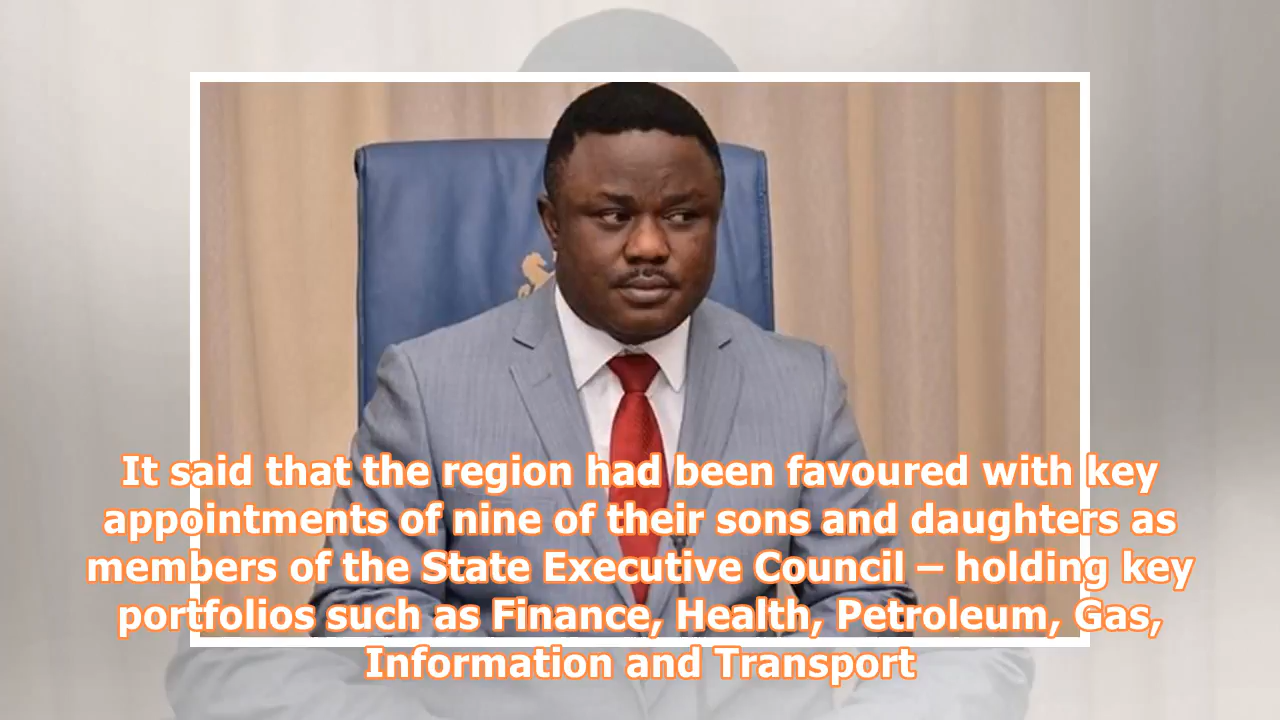 It said that the region had been favoured with key
appointments of nine of their sons and daughters as
members of the State Executive Council – holding key
portfolios such as Finance, Health, Petroleum, Gas,
Information and Transport